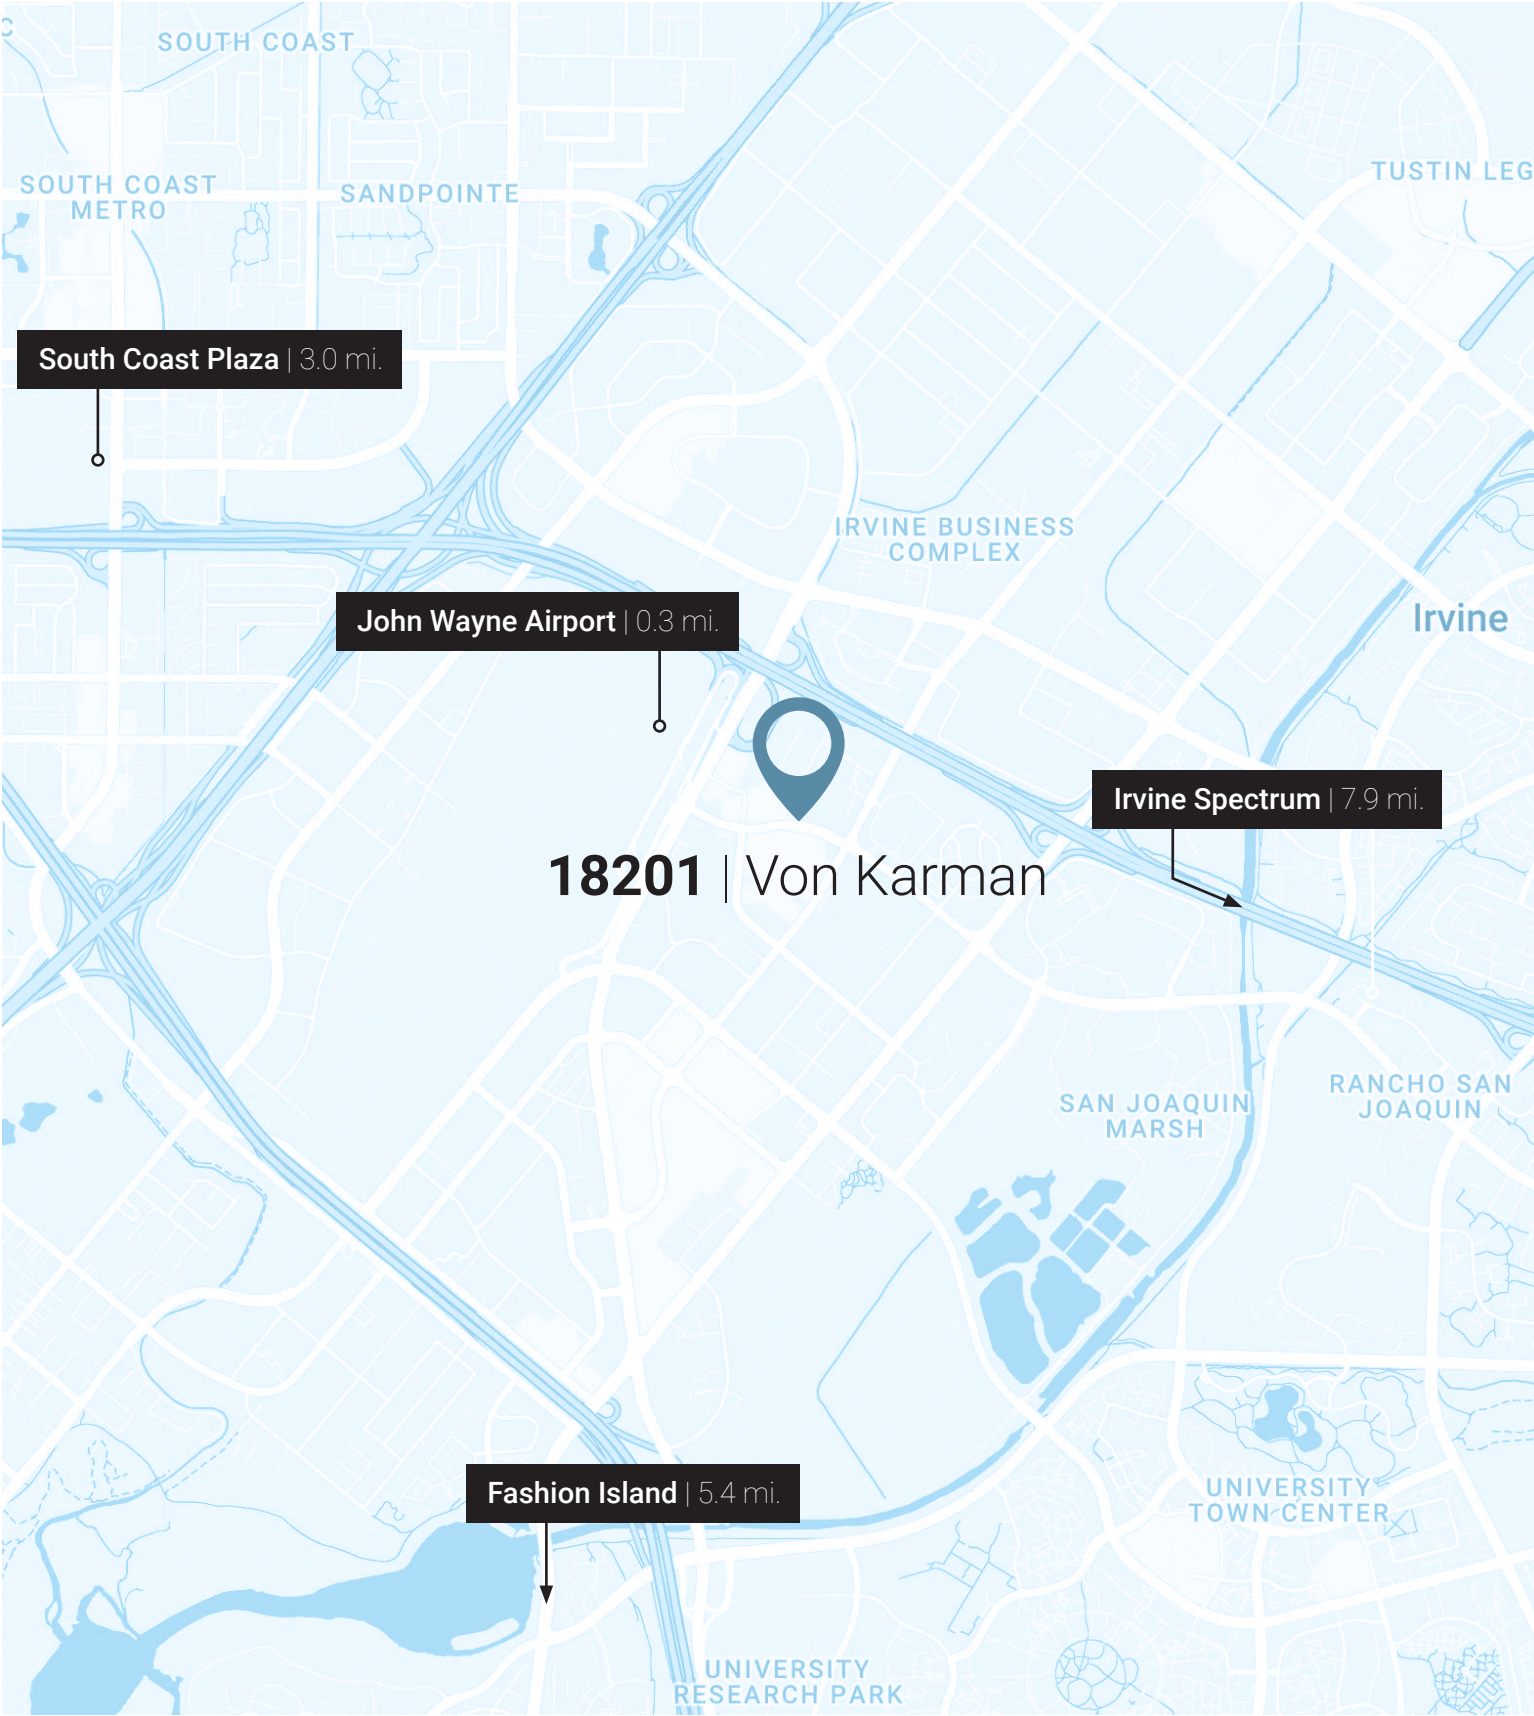 SOUTH COAST
SOUTH COAST
METRO
SANDPOINTE
TUSTIN LEG
South Coast Plaza | 3.0 mi.
IRVINE BUSINESS
COMPLEX
John Wayne Airport | 0.3 mi.
Irvine
Irvine Spectrum | 7.9 mi.
18201 | Von Karman
SAN JOAQUIN
MARSH
RANCHO SAN
JOAQUIN
Fashion Island | 5.4 mi.
UNIVERSITY
TOWN CENTER
UNIVERSITY
RESEARCH PARK